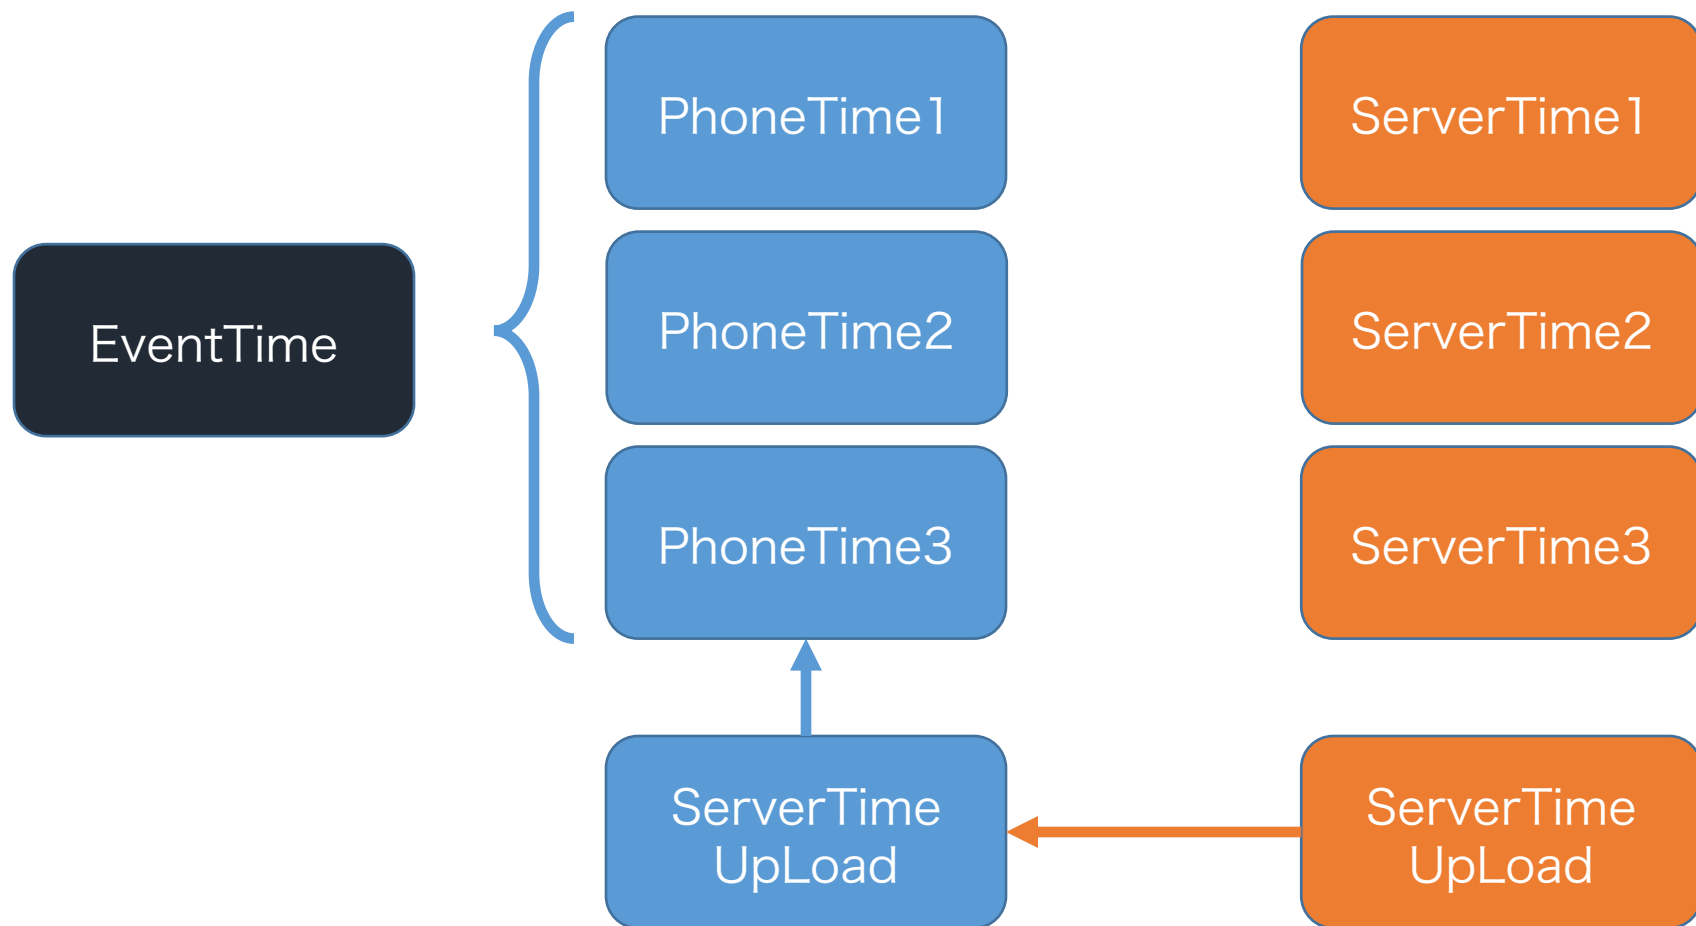 PhoneTime1
ServerTime1
EventTime
PhoneTime2
ServerTime2
PhoneTime3
ServerTime3
ServerTime
UpLoad
ServerTime
UpLoad